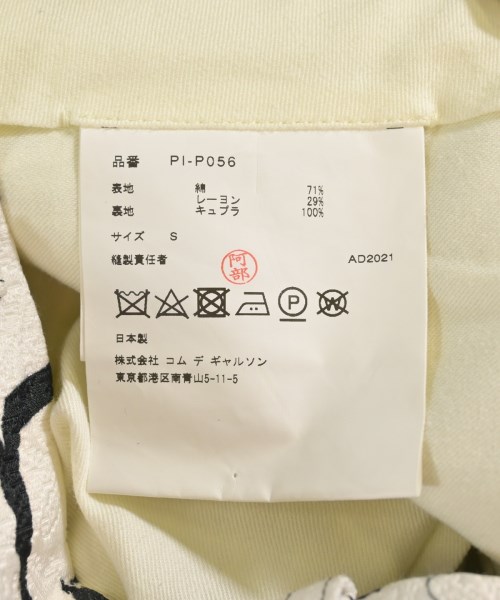 品番 PI-P056
表地 綿 71%
レーヨン 29%
裏地 キュプラ 100%
サイズ S
縫製責任者 阿部 AD2021
P W
日本製
株式会社 コム デ ギャルソン
東京都港区南青山5-11-5